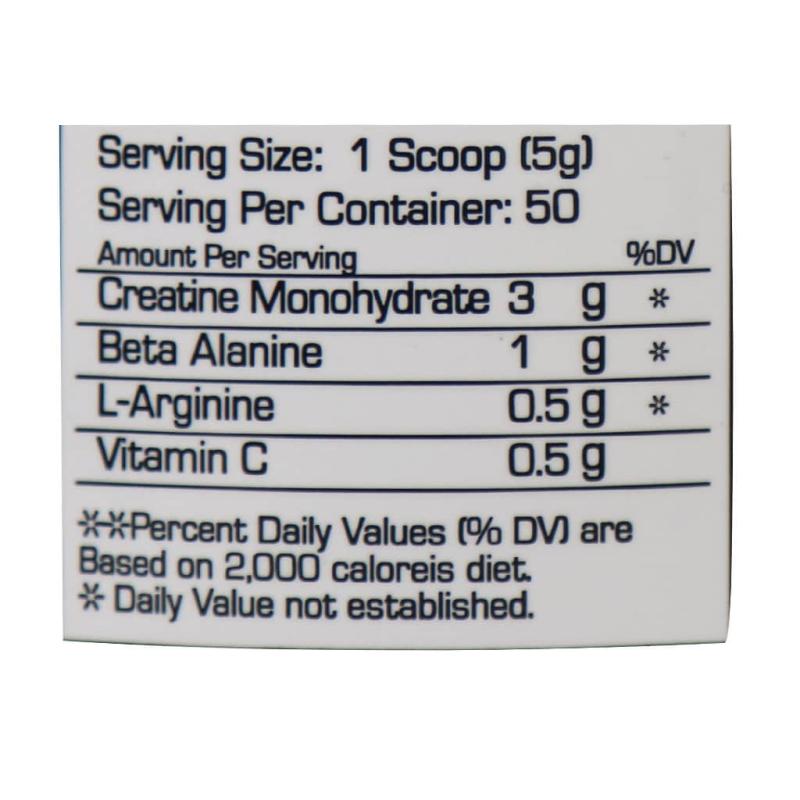 Serving Size: 1 Scoop (5g)
Serving Per Container: 50
Amount Per Serving %DV
Creatine Monohydrate 3 g *
Beta Alanine 1 g *
L-Arginine 0.5 g *
Vitamin C 0.5 g
**Percent Daily Values (% DV) are
Based on 2,000 caloreis diet.
* Daily Value not established.